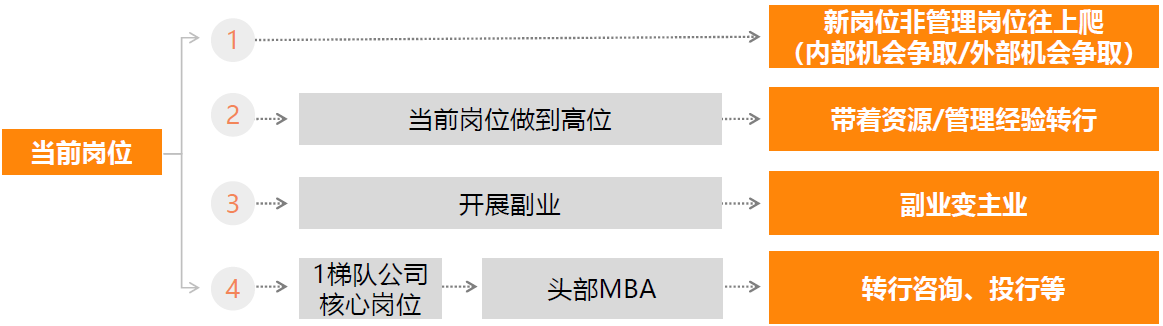 当前岗位
1
新岗位非管理岗位往上爬
（内部机会争取/外部机会争取）
2
当前岗位做到高位
带着资源/管理经验转行
3
开展副业
副业变主业
4
1梯队公司
核心岗位
头部MBA
转行咨询、投行等